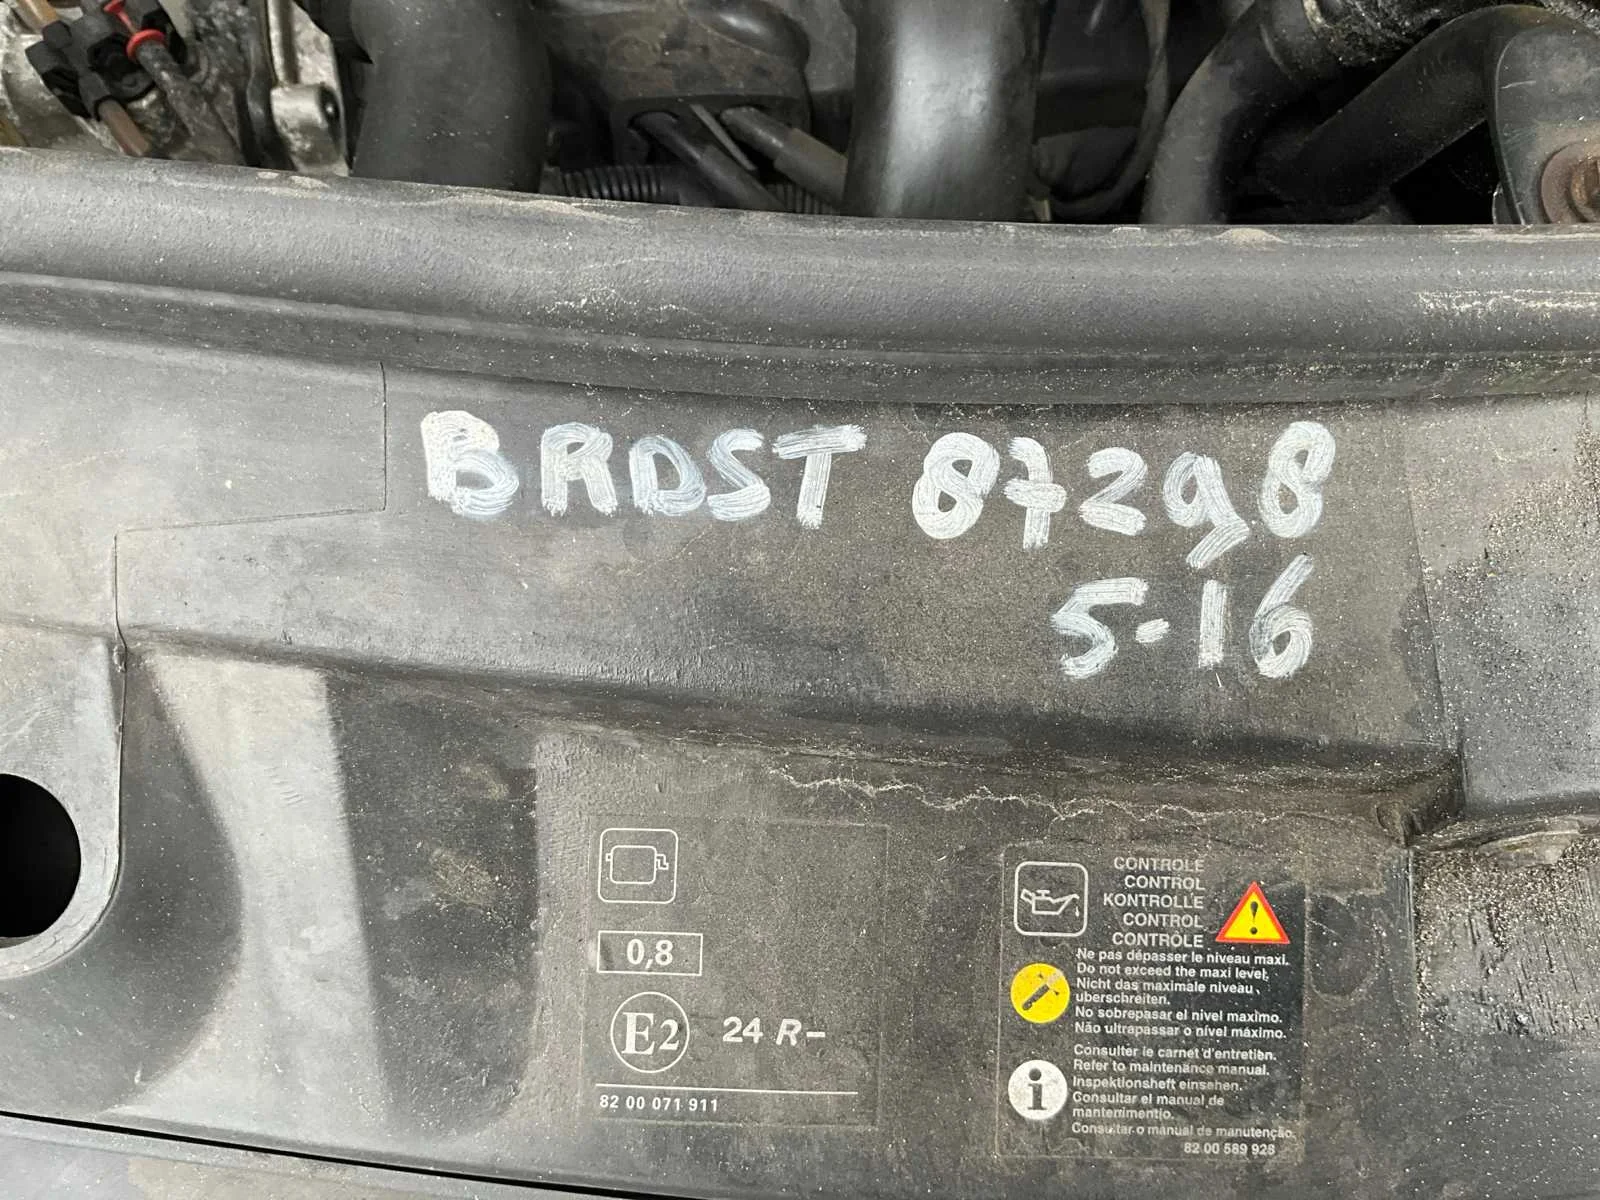 BRDST 87298
5-16
0,8
E2 24 R-
82 00 071 911
CONTROLE
CONTROL
KONTROLLE
CONTROL
CONTRÔLE
Ne pas dépasser le niveau maxi.
Do not exceed the maxi level.
Nicht das maximale niveau
uberschreiten.
No sobrepasar el nivel maximo.
Não ultrapassar o nível máximo.
Consulter le carnet d'entretien.
Refer to maintenance manual.
Inspektionsheft einsehen.
Consultar el manual de
mantenimiento.
Consultar o manual de manutenção.
82 00 589 928